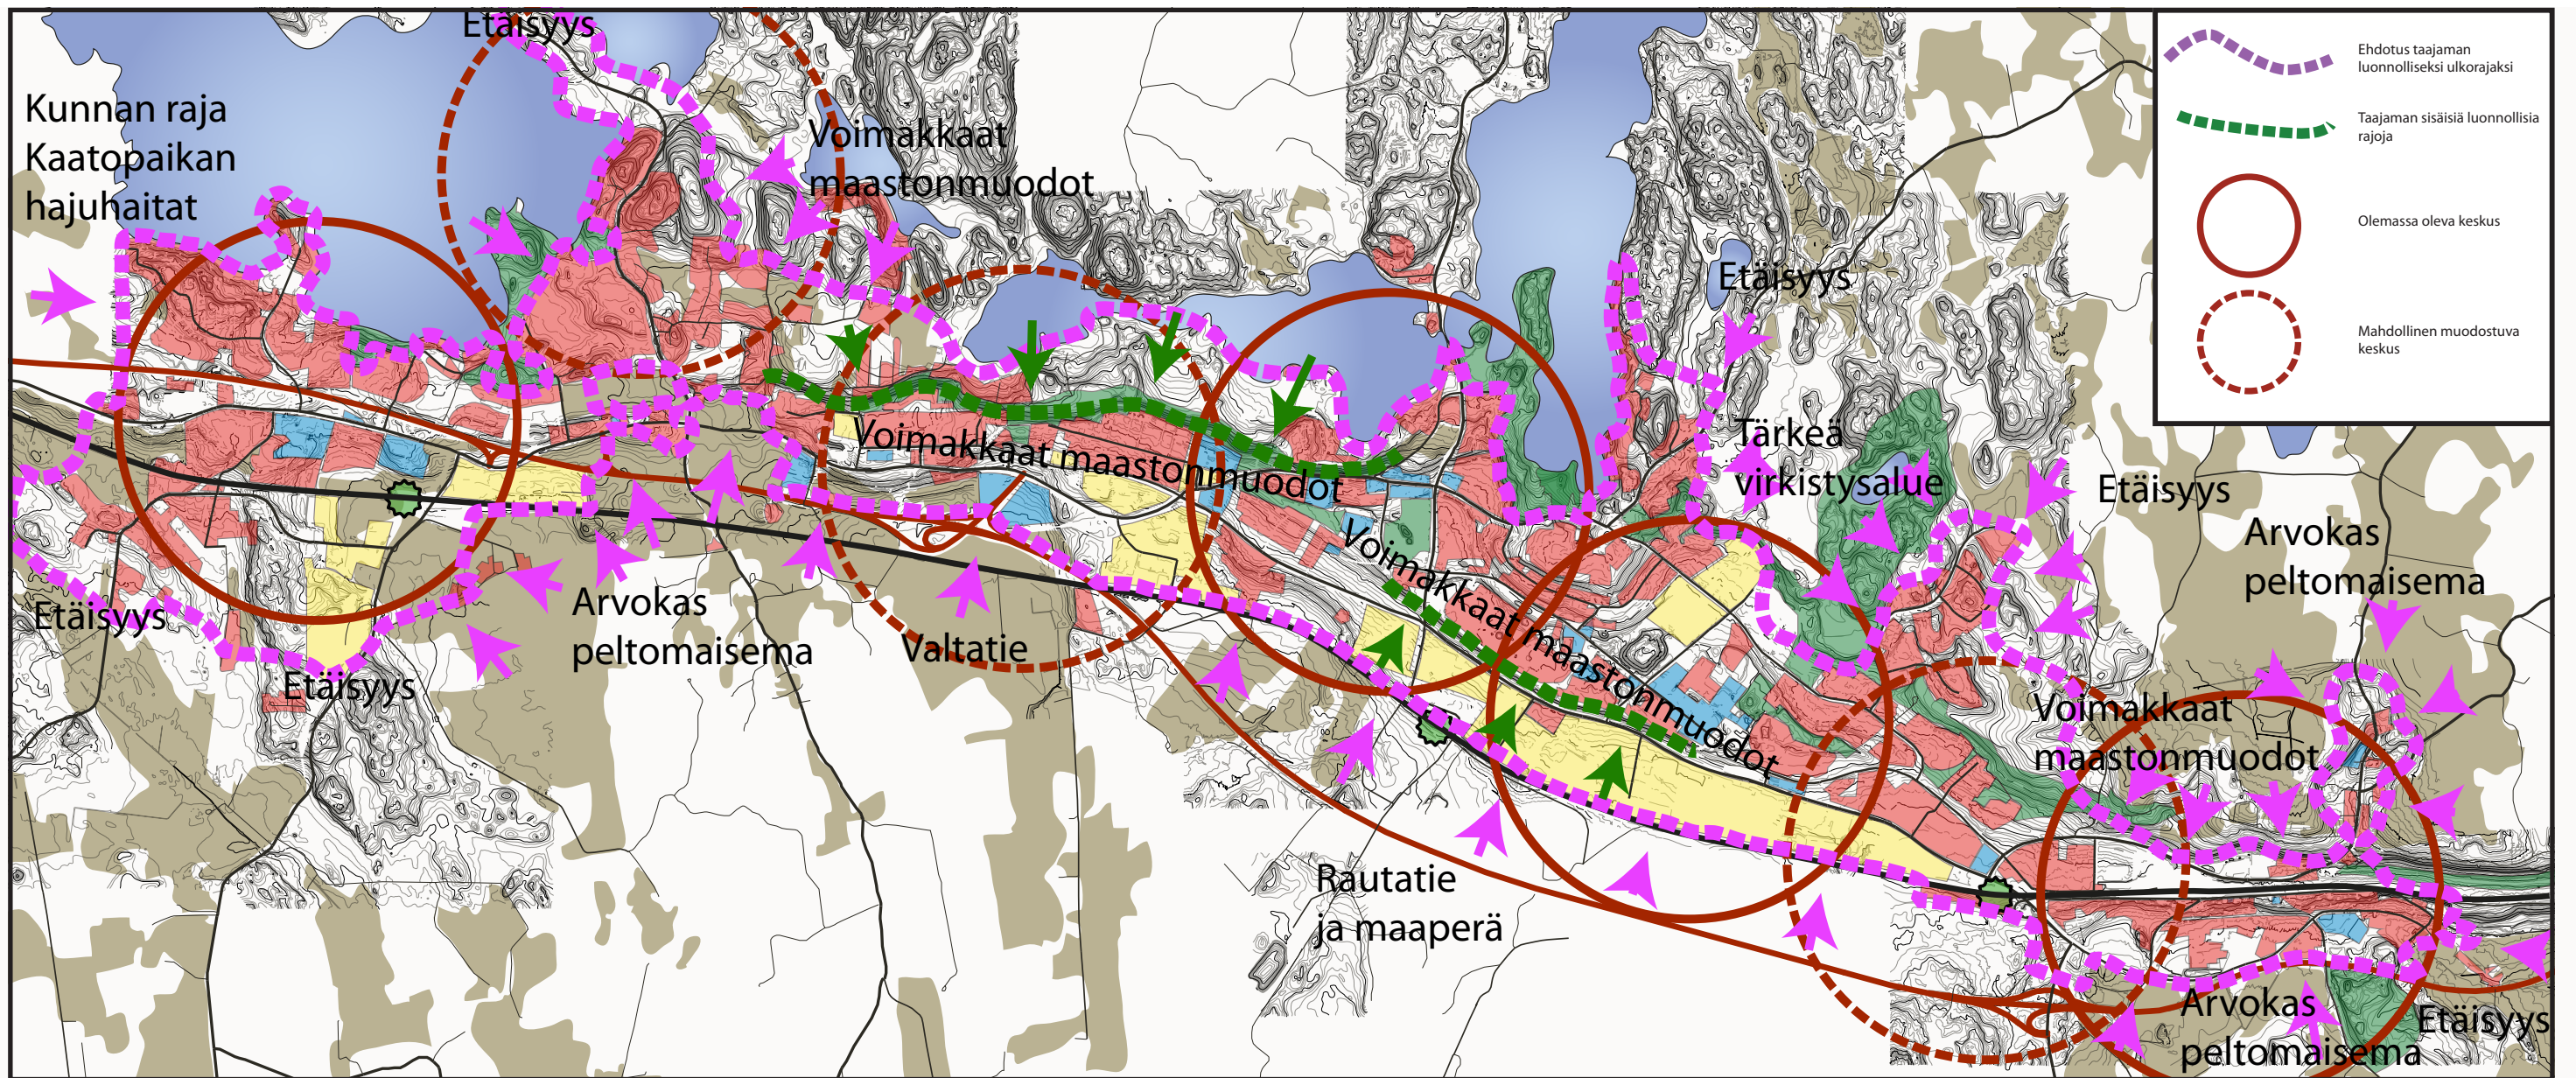 Etäisyys
Kunnan raja
Kaatopaikan
hajuhaitat
Voimakkaat
maastonmuodot
Etäisyys
Tärkeä
virkistysalue
Etäisyys
Arvokas
peltomaisema
Voimakkaat maastonmuodot
Voimakkaat maastonmuodot
Etäisyys
Etäisyys
Arvokas
peltomaisema
Valtatie
Voimakkaat
maastonmuodot
Rautatie
ja maaperä
Arvokas
peltomaisema
Etäisyys
Ehdotus taajaman
luonnolliseksi ulkorajaksi
Taajaman sisäisiä luonnollisia
rajoja
Olemassa oleva keskus
Mahdollinen muodostuva
keskus